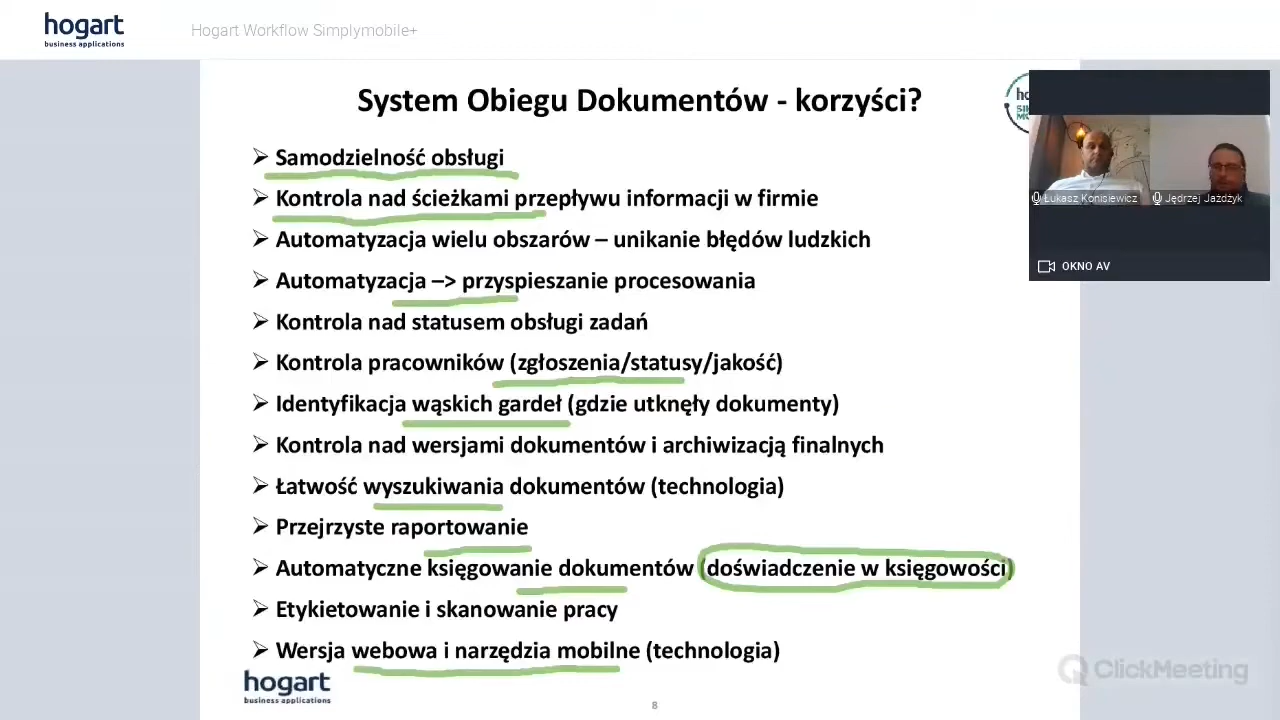 hogart
business applications
Hogart Workflow Simplymobile+
System Obiegu Dokumentów - korzyści?
➢ Samodzielność obsługi
➢ Kontrola nad ścieżkami przepływu informacji w firmie
➢ Automatyzacja wielu obszarów – unikanie błędów ludzkich
➢ Automatyzacja –> przyspieszanie procesowania
➢ Kontrola nad statusem obsługi zadań
➢ Kontrola pracowników (zgłoszenia/statusy/jakość)
➢ Identyfikacja wąskich gardeł (gdzie utknęły dokumenty)
➢ Kontrola nad wersjami dokumentów i archiwizacją finalnych
➢ Łatwość wyszukiwania dokumentów (technologia)
➢ Przejrzyste raportowanie
➢ Automatyczne księgowanie dokumentów (doświadczenie w księgowości)
➢ Etykietowanie i skanowanie pracy
➢ Wersja webowa i narzędzia mobilne (technologia)
hogart
business applications
8
Łukasz Konisiewicz
Jędrzej Jażdżyk
OKNO AV
ClickMeeting